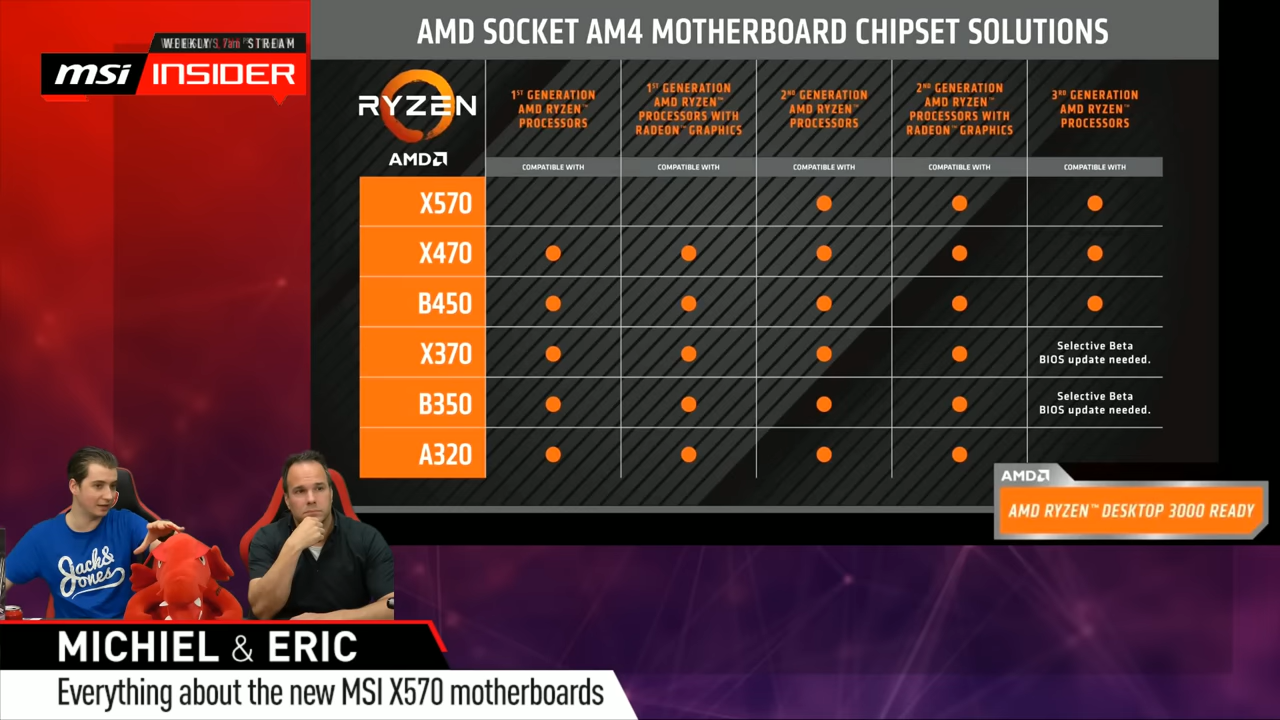 AMD SOCKET AM4 MOTHERBOARD CHIPSET SOLUTIONS
WEEKLY STREAM
msi INSIDER
RYZEN
AMD
1ST GENERATION
AMD RYZEN™
PROCESSORS
1ST GENERATION
AMD RYZEN™
PROCESSORS WITH
RADEON™ GRAPHICS
2ND GENERATION
AMD RYZEN™
PROCESSORS
2ND GENERATION
AMD RYZEN™
PROCESSORS WITH
RADEON™ GRAPHICS
3RD GENERATION
AMD RYZEN™
PROCESSORS
COMPATIBLE WITH COMPATIBLE WITH COMPATIBLE WITH COMPATIBLE WITH COMPATIBLE WITH
X570
X470
B450
X370
Selective Beta
BIOS update needed.
B350
Selective Beta
BIOS update needed.
A320
AMD
AMD RYZEN™ DESKTOP 3000 READY
Jack&
Jones
MICHIEL & ERIC
Everything about the new MSI X570 motherboards